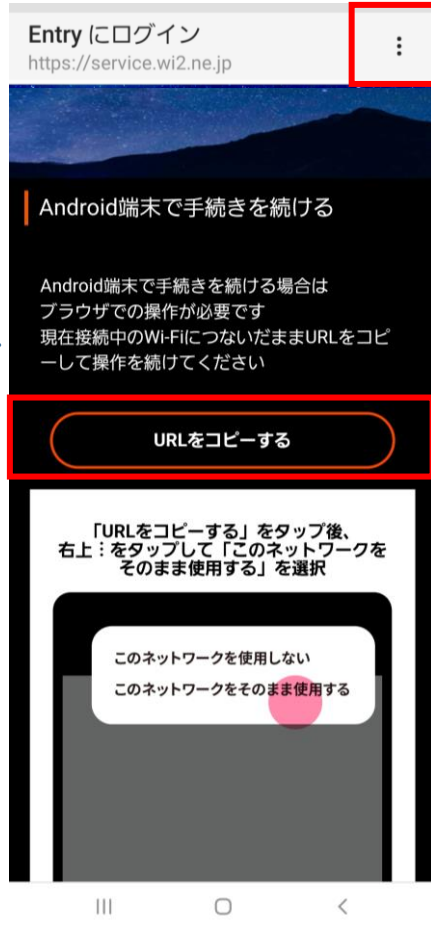 Entry にログイン
https://service.wi2.ne.jp
Android端末で手続きを続ける
Android端末で手続きを続ける場合は
ブラウザでの操作が必要です
現在接続中のWi-FiにつないだままURLをコピ
ーして操作を続けてください
URLをコピーする
「URLをコピーする」をタップ後、
右上⋮をタップして「このネットワークを
そのまま使用する」を選択
このネットワークを使用しない
このネットワークをそのまま使用する